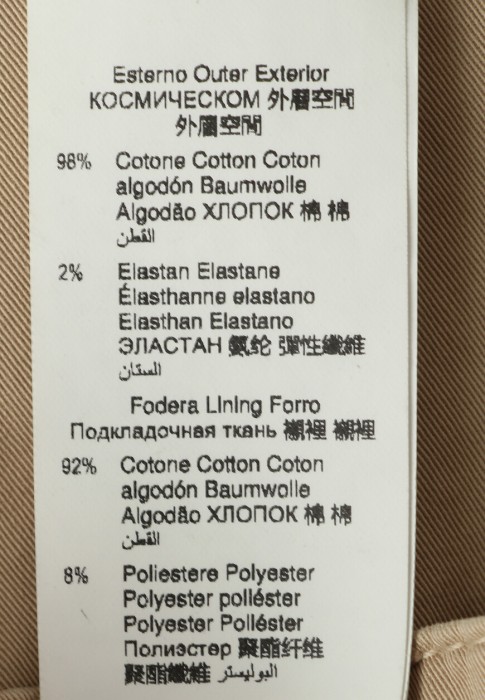 Esterno Outer Exterior
КОСМИЧЕСКОМ 外層空間
外層空間
98% Cotone Cotton Coton
algodón Baumwolle
Algodão ХЛОПОК 棉 棉
القطن
2% Elastan Elastane
Élasthanne elastano
Elasthan Elastano
ЭЛАСТАН 氨纶 彈性纖維
الستان
Fodera Lining Forro
Подкладочная ткань 襯裡 襯裡
92% Cotone Cotton Coton
algodón Baumwolle
Algodão ХЛОПОК 棉 棉
القطن
8% Poliestere Polyester
Polyester poliéster
Polyester Poliéster
Полиэстер 聚酯纤维
聚酯纖維 البوليستر